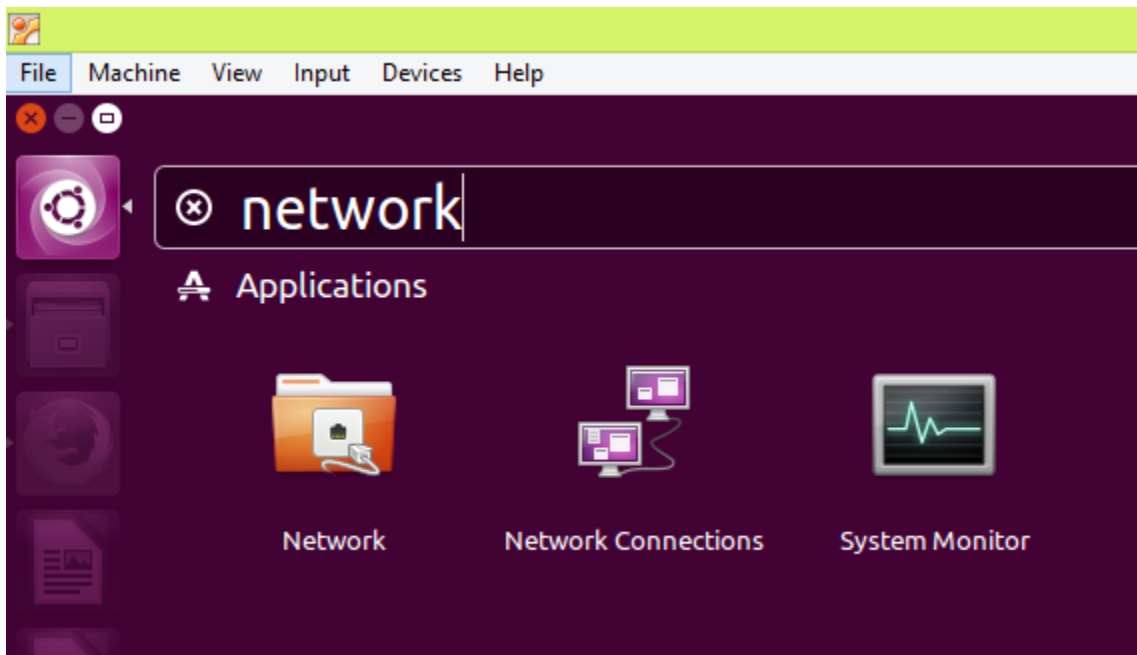 File Machine View Input Devices Help
network
Applications
Network Network Connections System Monitor